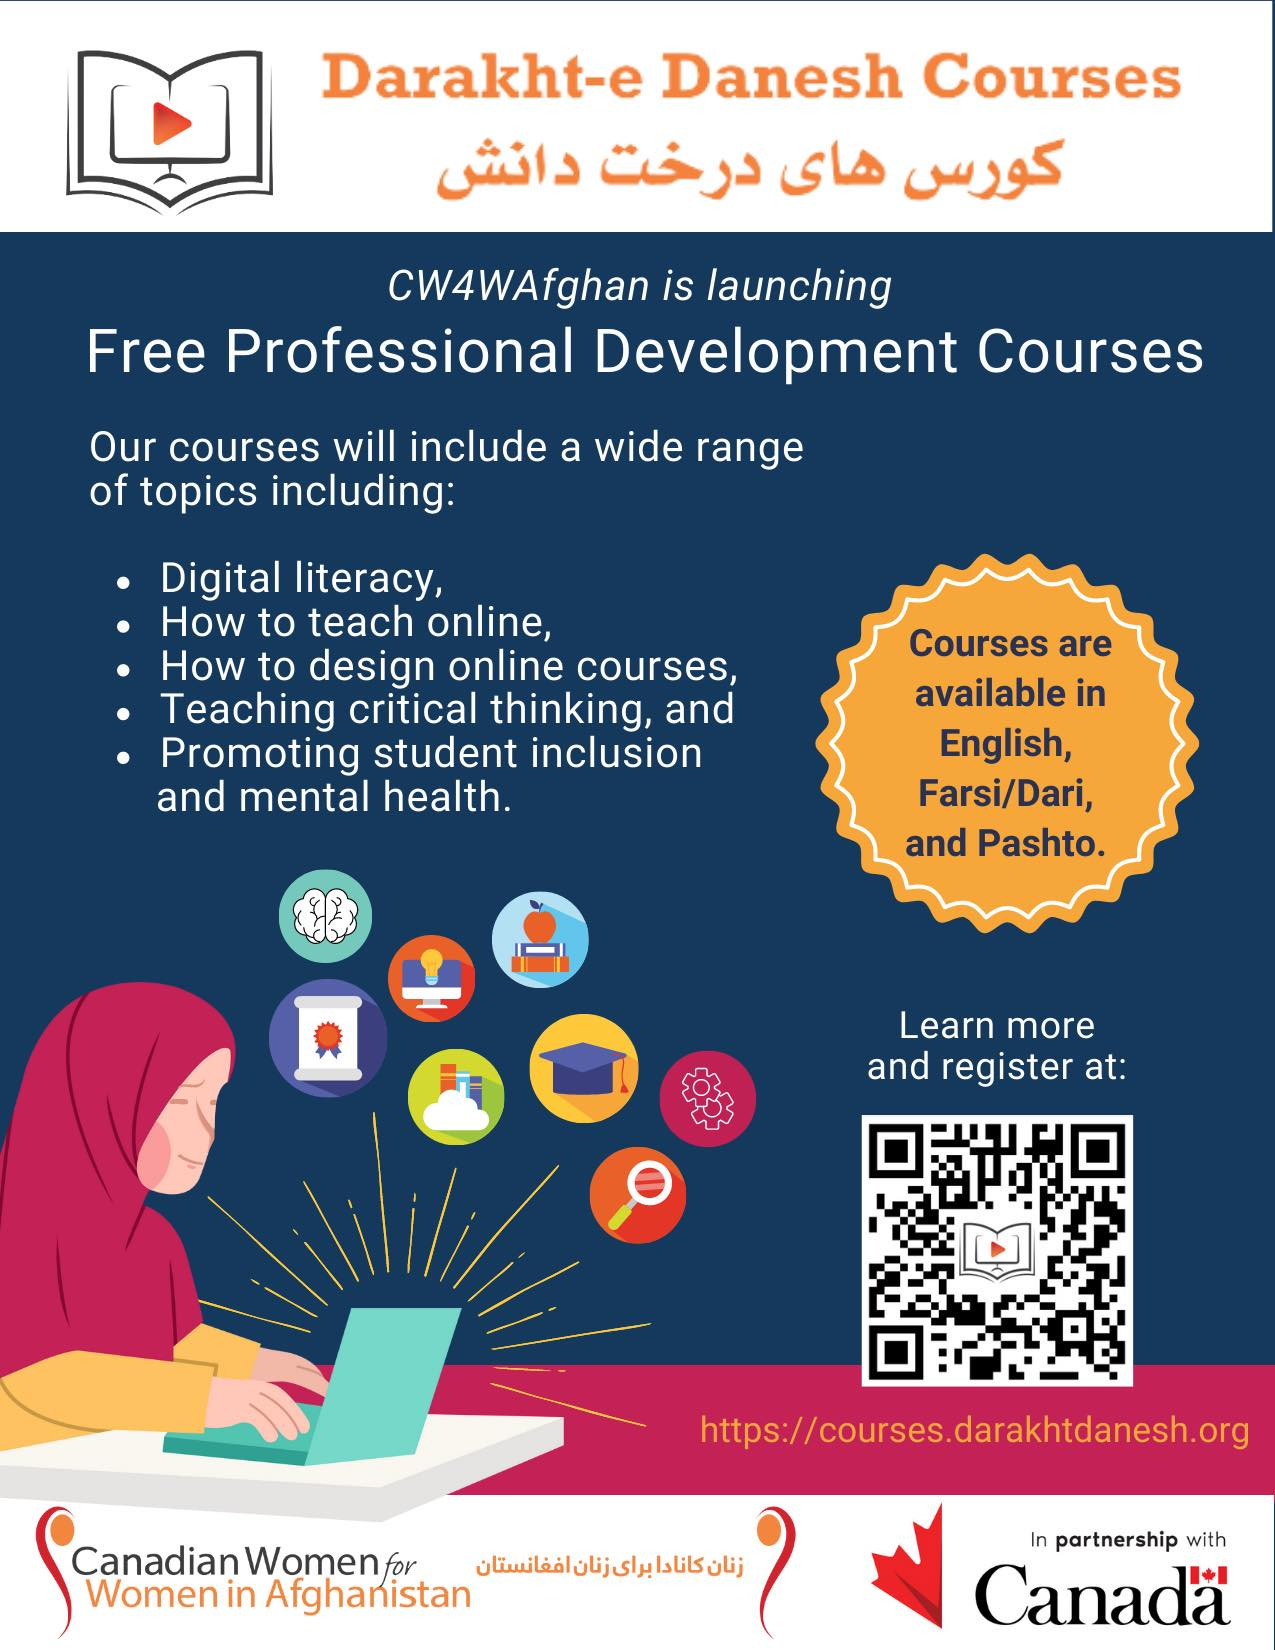 Darakht-e Danesh Courses
کورس های درخت دانش
CW4WAfghan is launching
Free Professional Development Courses
Our courses will include a wide range
of topics including:
• Digital literacy,
• How to teach online,
• How to design online courses,
• Teaching critical thinking, and
• Promoting student inclusion
and mental health.
Courses are
available in
English,
Farsi/Dari,
and Pashto.
Learn more
and register at:
https://courses.darakhtdanesh.org
Canadian Women for
Women in Afghanistan
زنان کانادا برای زنان افغانستان
In partnership with
Canada